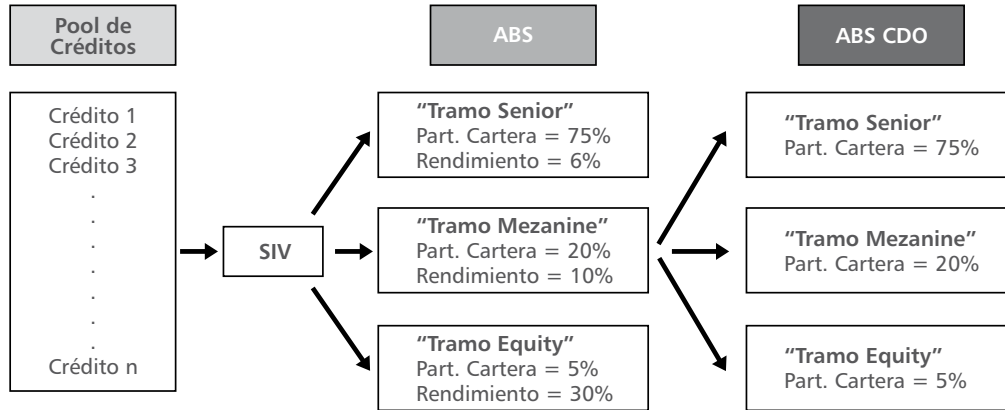 Pool de
Créditos
Crédito 1
Crédito 2
Crédito 3
.
.
.
.
.
.
.
Crédito n
SIV
ABS
“Tramo Senior”
Part. Cartera = 75%
Rendimiento = 6%
“Tramo Mezanine”
Part. Cartera = 20%
Rendimiento = 10%
“Tramo Equity”
Part. Cartera = 5%
Rendimiento = 30%
ABS CDO
“Tramo Senior”
Part. Cartera = 75%
“Tramo Mezanine”
Part. Cartera = 20%
“Tramo Equity”
Part. Cartera = 5%